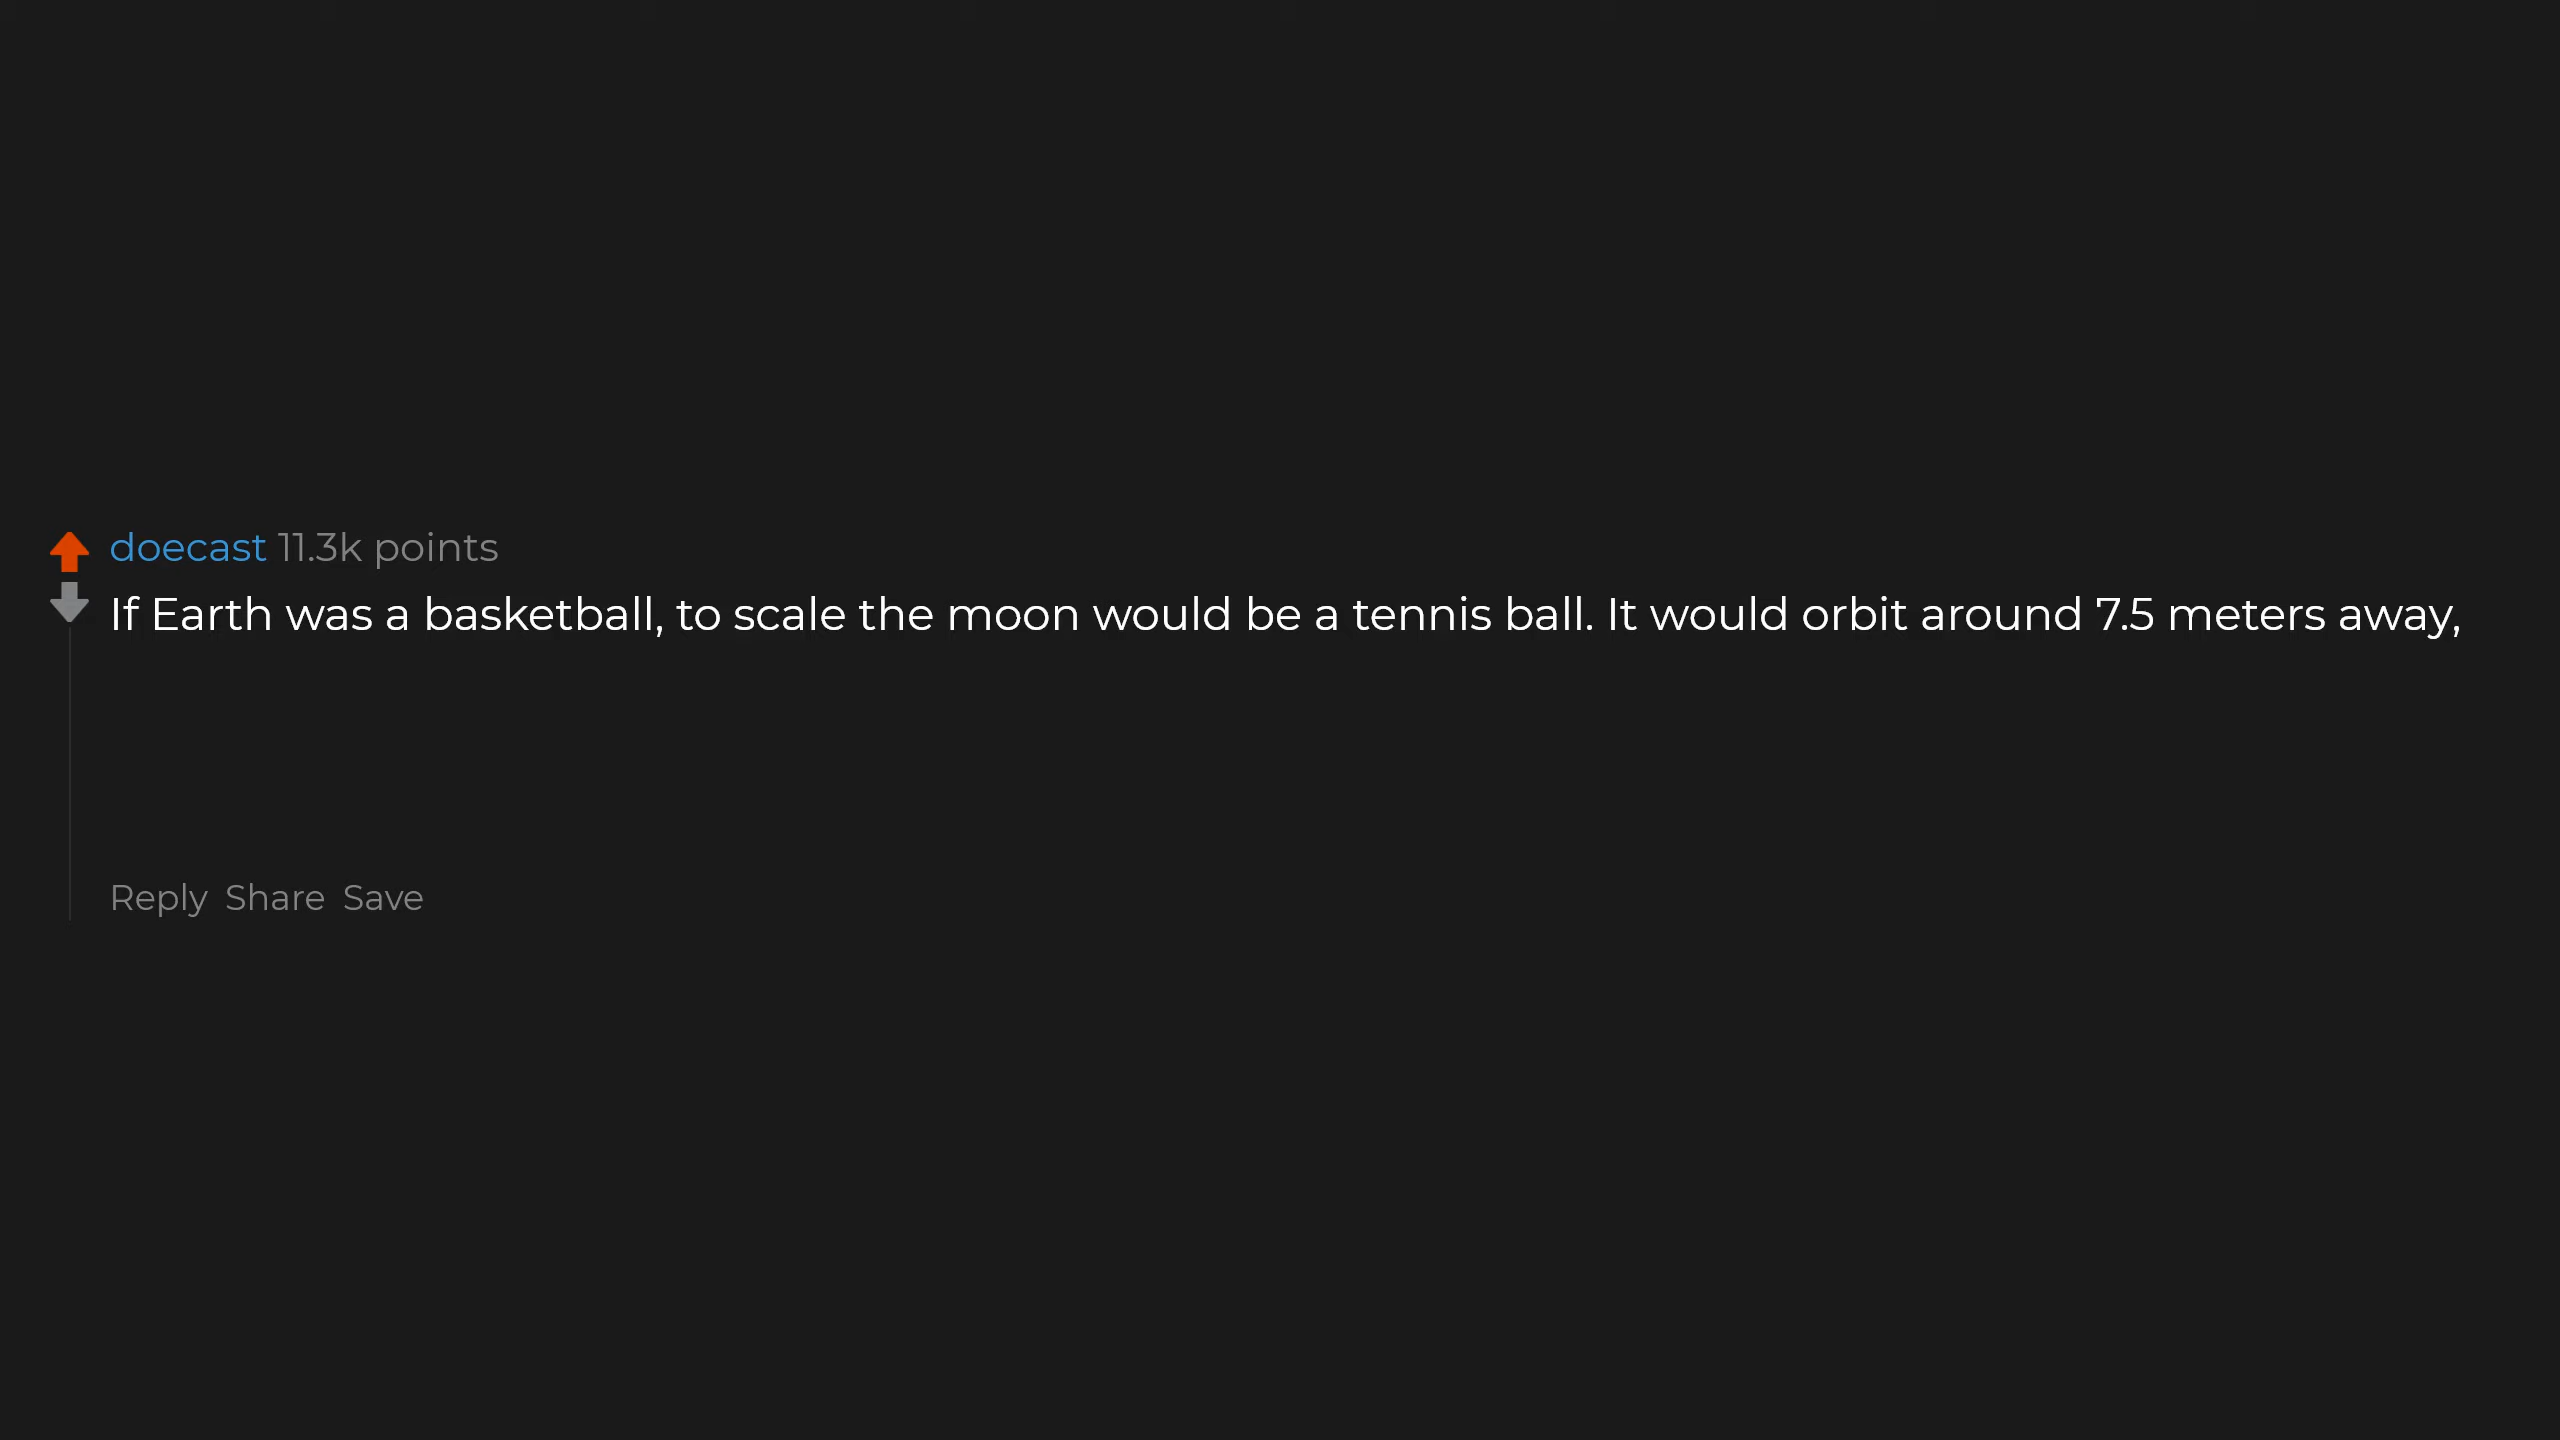 doecast 11.3k points
If Earth was a basketball, to scale the moon would be a tennis ball. It would orbit around 7.5 meters away,
Reply Share Save